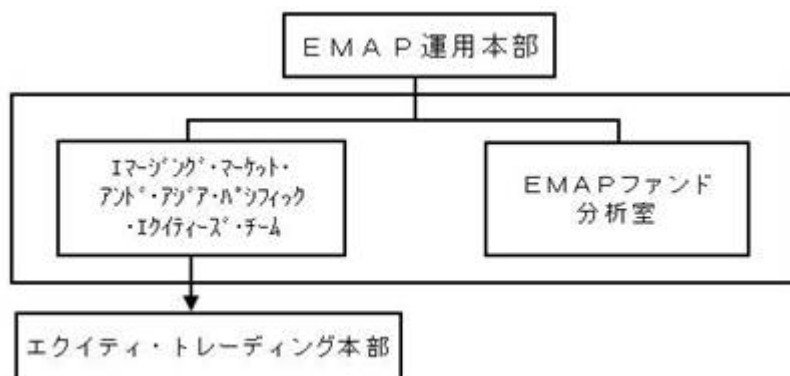 ＥＭＡＰ運用本部
ｴﾏｰｼﾞﾝｸﾞ･ﾏｰｹｯﾄ･
ｱﾝﾄﾞ･ｱｼﾞｱ･ﾊﾟｼﾌｨｯｸ
･ｴｸｲﾃｨｰｽﾞ･ﾁｰﾑ
ＥＭＡＰファンド
分析室
エクイティ・トレーディング本部